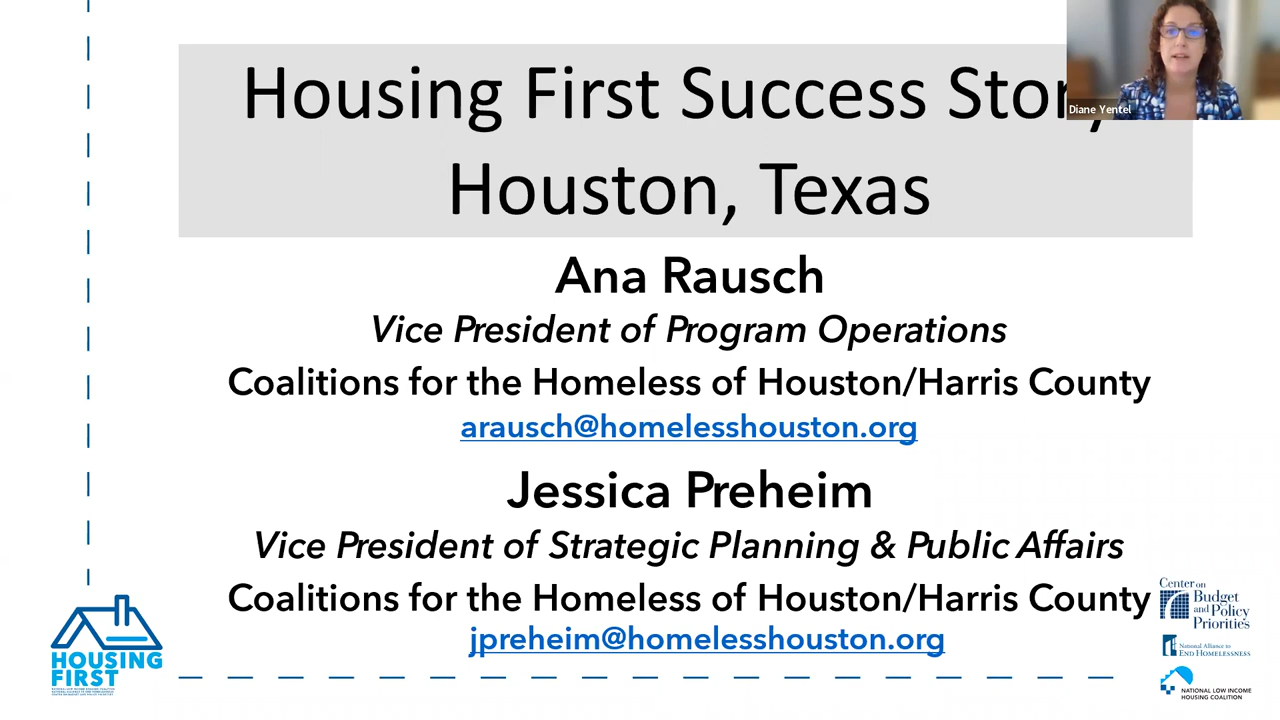 Housing First Success Story
Diane Yentel
Houston, Texas
Ana Rausch
Vice President of Program Operations
Coalitions for the Homeless of Houston/Harris County
arausch@homelesshouston.org
Jessica Preheim
Vice President of Strategic Planning & Public Affairs
Coalitions for the Homeless of Houston/Harris County
jpreheim@homelesshouston.org
HOUSING
FIRST
Center on
Budget
and Policy
Priorities
National Alliance to
END HOMELESSNESS
NATIONAL LOW INCOME
HOUSING COALITION